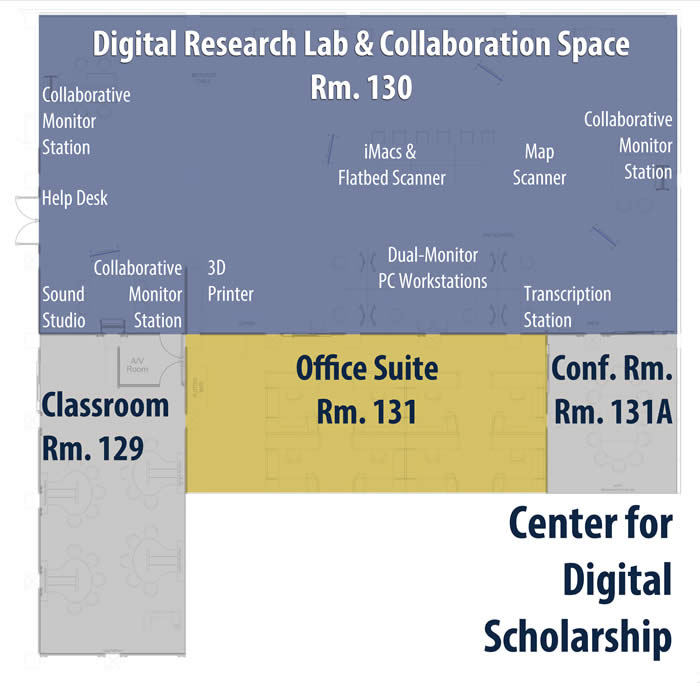 Digital Research Lab & Collaboration Space
Rm. 130
Collaborative
Monitor
Station
Collaborative
Monitor
Station
iMacs &
Flatbed Scanner
Map
Scanner
Help Desk
Dual-Monitor
PC Workstations
Collaborative
Monitor
Station
3D
Printer
Sound
Studio
Transcription
Station
A/V
Room
Office Suite
Rm. 131
Conf. Rm.
Rm. 131A
Classroom
Rm. 129
Center for
Digital
Scholarship